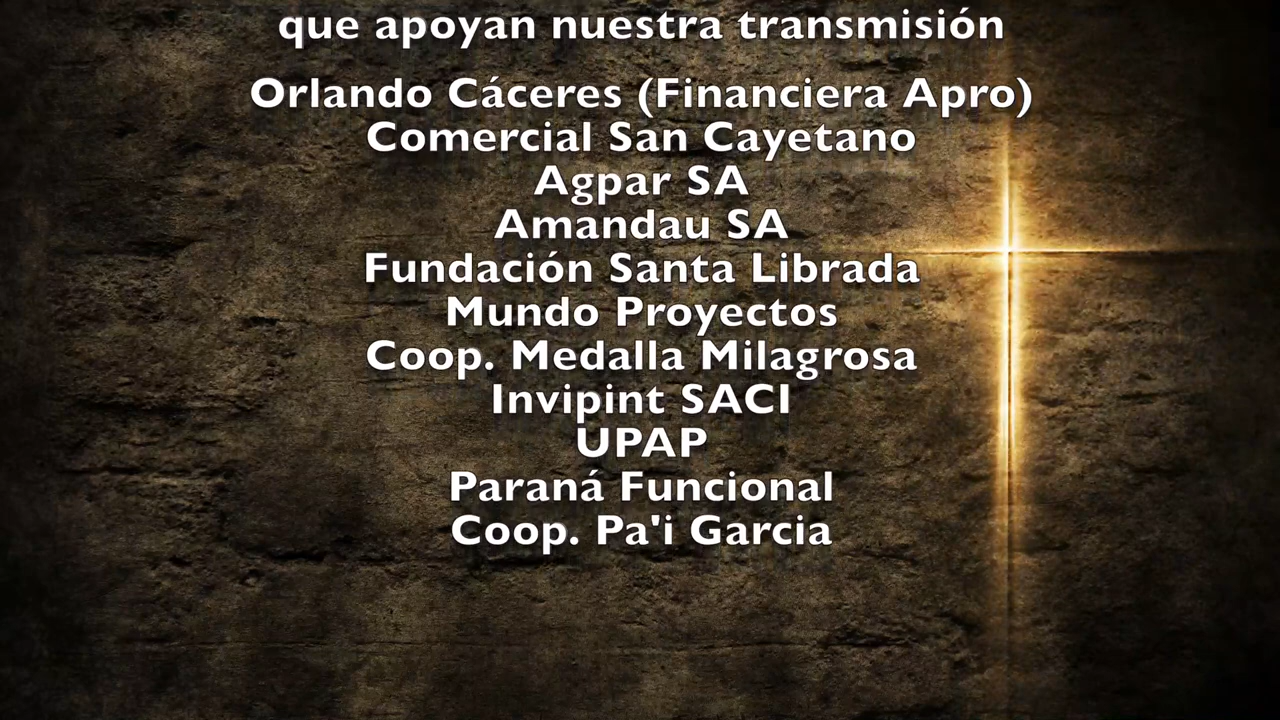 que apoyan nuestra transmisión
Orlando Cáceres (Financiera Apro)
Comercial San Cayetano
Agpar SA
Amandau SA
Fundación Santa Librada
Mundo Proyectos
Coop. Medalla Milagrosa
Invipint SACI
UPAP
Paraná Funcional
Coop. Pa'i Garcia